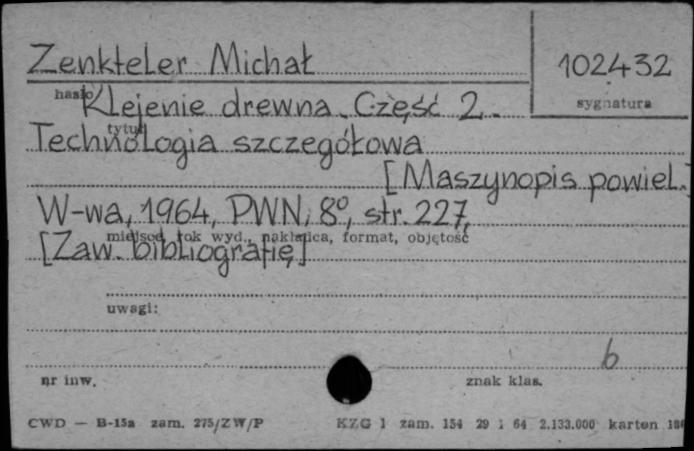 Zenkteler Michał
102432
hasło
sygnatura
Klejenie drewna. Część 2.
tytuł
Technologia szczegółowa
[Maszynopis powiel.]
W-wa, 1964, PWN, 8°, str. 227,
miejsce, rok wyd., nakładca, format, objętość
[Zaw. bibliografię]
uwagi:
b
nr inw. znak klas.
CWD — B-15a zam. 275/ZW/P KZG 1 zam. 154 29 1 64 2.133.000 karton